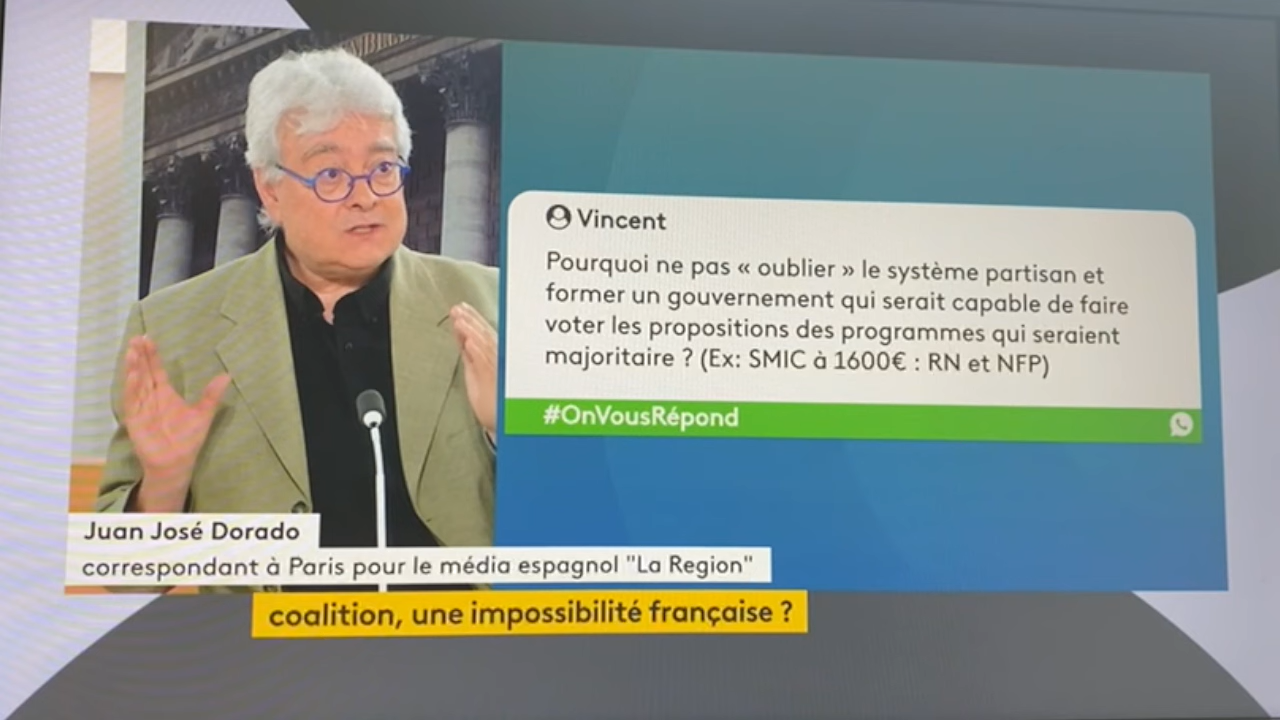 Vincent
Pourquoi ne pas « oublier » le système partisan et
former un gouvernement qui serait capable de faire
voter les propositions des programmes qui seraient
majoritaire ? (Ex: SMIC à 1600€ : RN et NFP)
#OnVousRépond
Juan José Dorado
correspondant à Paris pour le média espagnol "La Region"
coalition, une impossibilité française ?